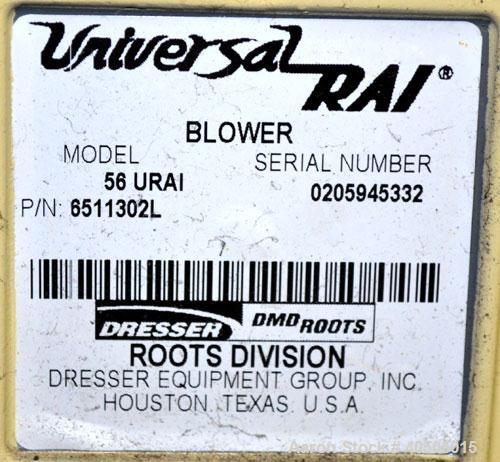 Universal RAI®
BLOWER
MODEL SERIAL NUMBER
56 URAI 0205945332
P/N: 6511302L
DRESSER DMD ROOTS
ROOTS DIVISION
DRESSER EQUIPMENT GROUP, INC.
HOUSTON, TEXAS. U.S.A.